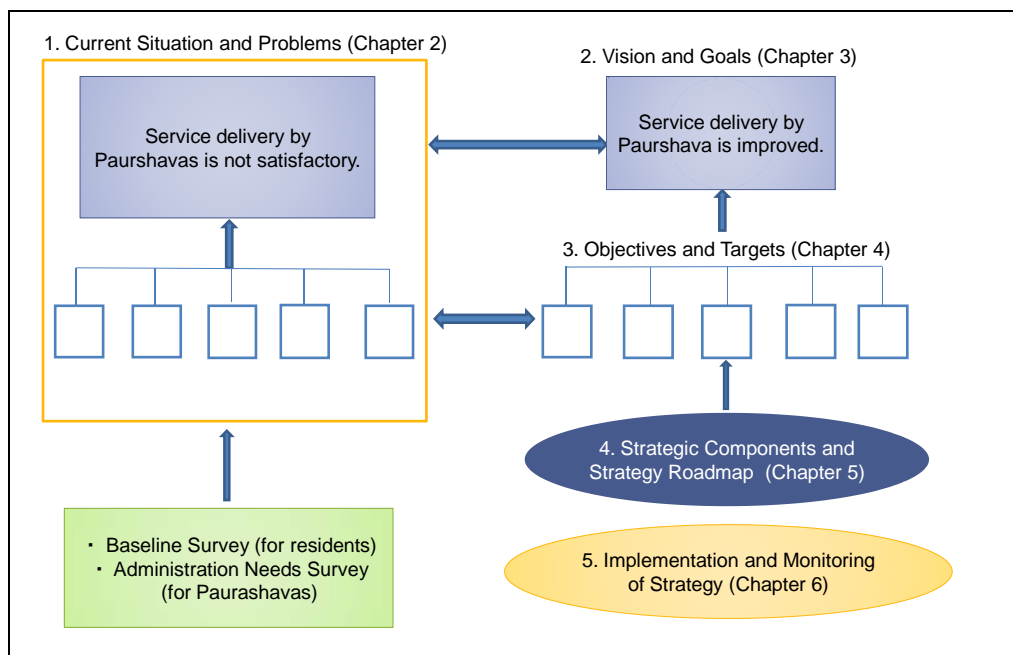 1. Current Situation and Problems (Chapter 2)
Service delivery by
Paurshavas is not satisfactory.
2. Vision and Goals (Chapter 3)
Service delivery by
Paurshava is improved.
3. Objectives and Targets (Chapter 4)
4. Strategic Components and
Strategy Roadmap (Chapter 5)
・ Baseline Survey (for residents)
・ Administration Needs Survey
(for Paurashavas)
5. Implementation and Monitoring
of Strategy (Chapter 6)